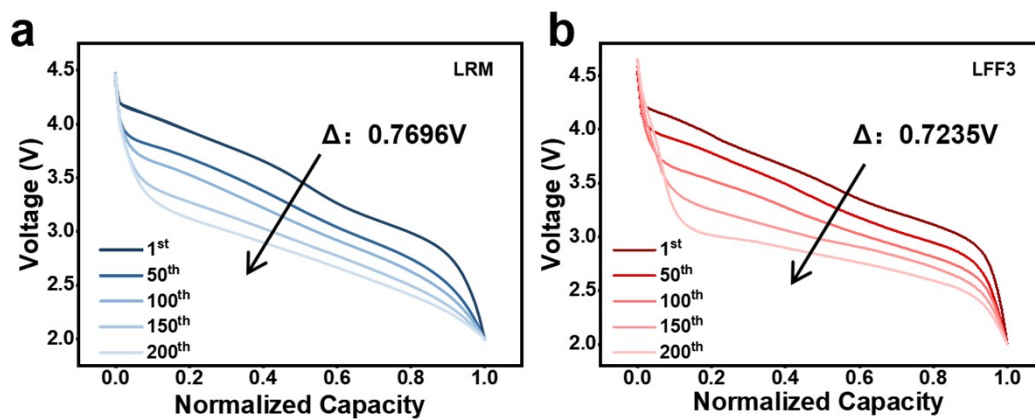 a
LRM
Δ: 0.7696V
Voltage (V)
4.5
4.0
3.5
3.0
2.5
2.0
1st
50th
100th
150th
200th
0.0 0.2 0.4 0.6 0.8 1.0
Normalized Capacity
b
LFF3
Δ: 0.7235V
Voltage (V)
4.5
4.0
3.5
3.0
2.5
2.0
1st
50th
100th
150th
200th
0.0 0.2 0.4 0.6 0.8 1.0
Normalized Capacity